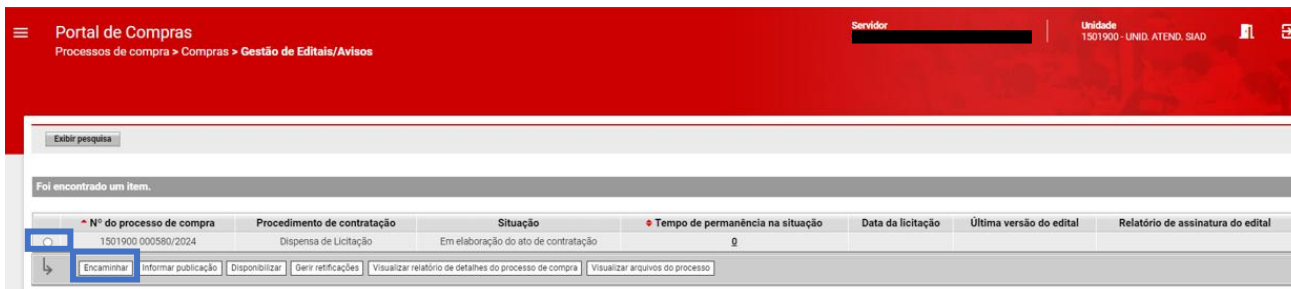 Portal de Compras
Processos de compra > Compras > Gestão de Editais/Avisos
Servidor
Unidade
1501900 - UNID. ATEND. SIAD
Exibir pesquisa
Foi encontrado um item.
Nº do processo de compra Procedimento de contratação Situação Tempo de permanência na situação Data da licitação Última versão do edital Relatório de assinatura do edital
1501900 000580/2024 Dispensa de Licitação Em elaboração do ato de contratação 0
Encaminhar Informar publicação Disponibilizar Gerir retificações Visualizar relatório de detalhes do processo de compra Visualizar arquivos do processo